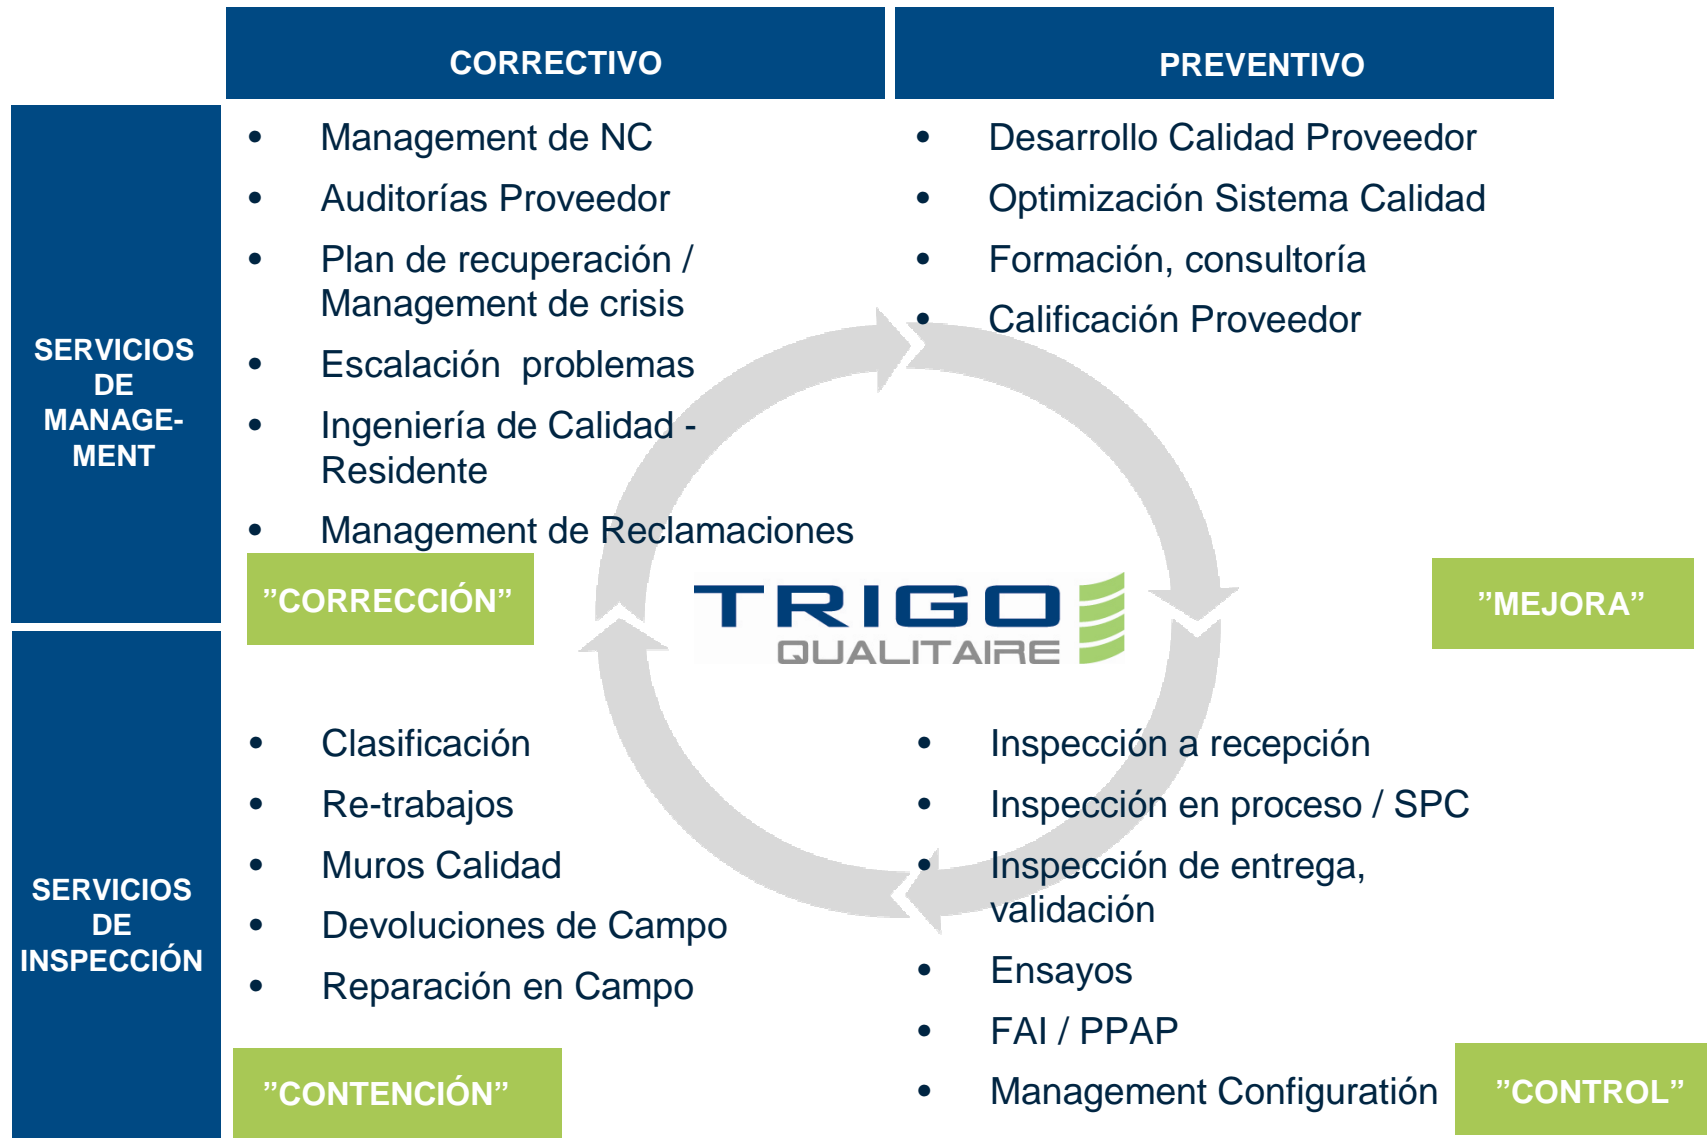 CORRECTIVO
PREVENTIVO
SERVICIOS
DE
MANAGE-
MENT
• Management de NC
• Auditorías Proveedor
• Plan de recuperación /
Management de crisis
• Escalación  problemas
• Ingeniería de Calidad -
Residente
• Management de Reclamaciones
”CORRECCIÓN”
• Desarrollo Calidad Proveedor
• Optimización Sistema Calidad
• Formación, consultoría
• Calificación Proveedor
”MEJORA”
TRIGO
QUALITAIRE
SERVICIOS
DE
INSPECCIÓN
• Clasificación
• Re-trabajos
• Muros Calidad
• Devoluciones de Campo
• Reparación en Campo
”CONTENCIÓN”
• Inspección a recepción
• Inspección en proceso / SPC
• Inspección de entrega,
validación
• Ensayos
• FAI / PPAP
• Management Configuratión
”CONTROL”